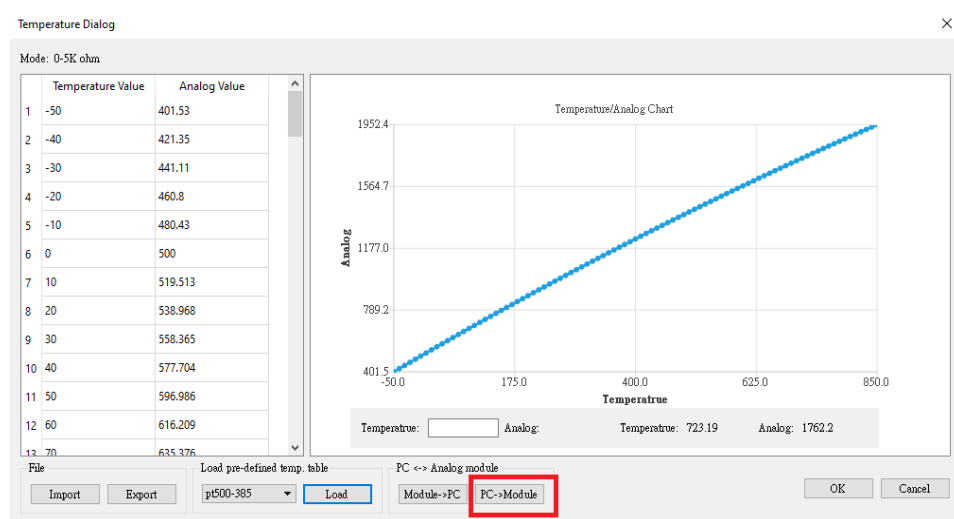 Temperature Dialog
Mode: 0-5K ohm
Temperature Value Analog Value
1 -50 401.53
2 -40 421.35
3 -30 441.11
4 -20 460.8
5 -10 480.43
6 0 500
7 10 519.513
8 20 538.968
9 30 558.365
10 40 577.704
11 50 596.986
12 60 616.209
13 70 635.376
Temperature/Analog Chart
1952.4
1564.7
1177.0
789.2
401.5
Analog
-50.0 175.0 400.0 625.0 850.0
Temperatrue
Temperatrue: Analog: Temperatrue: 723.19 Analog: 1762.2
File Load pre-defined temp. table PC <-> Analog module
Import Export pt500-385 Load Module->PC PC->Module OK Cancel